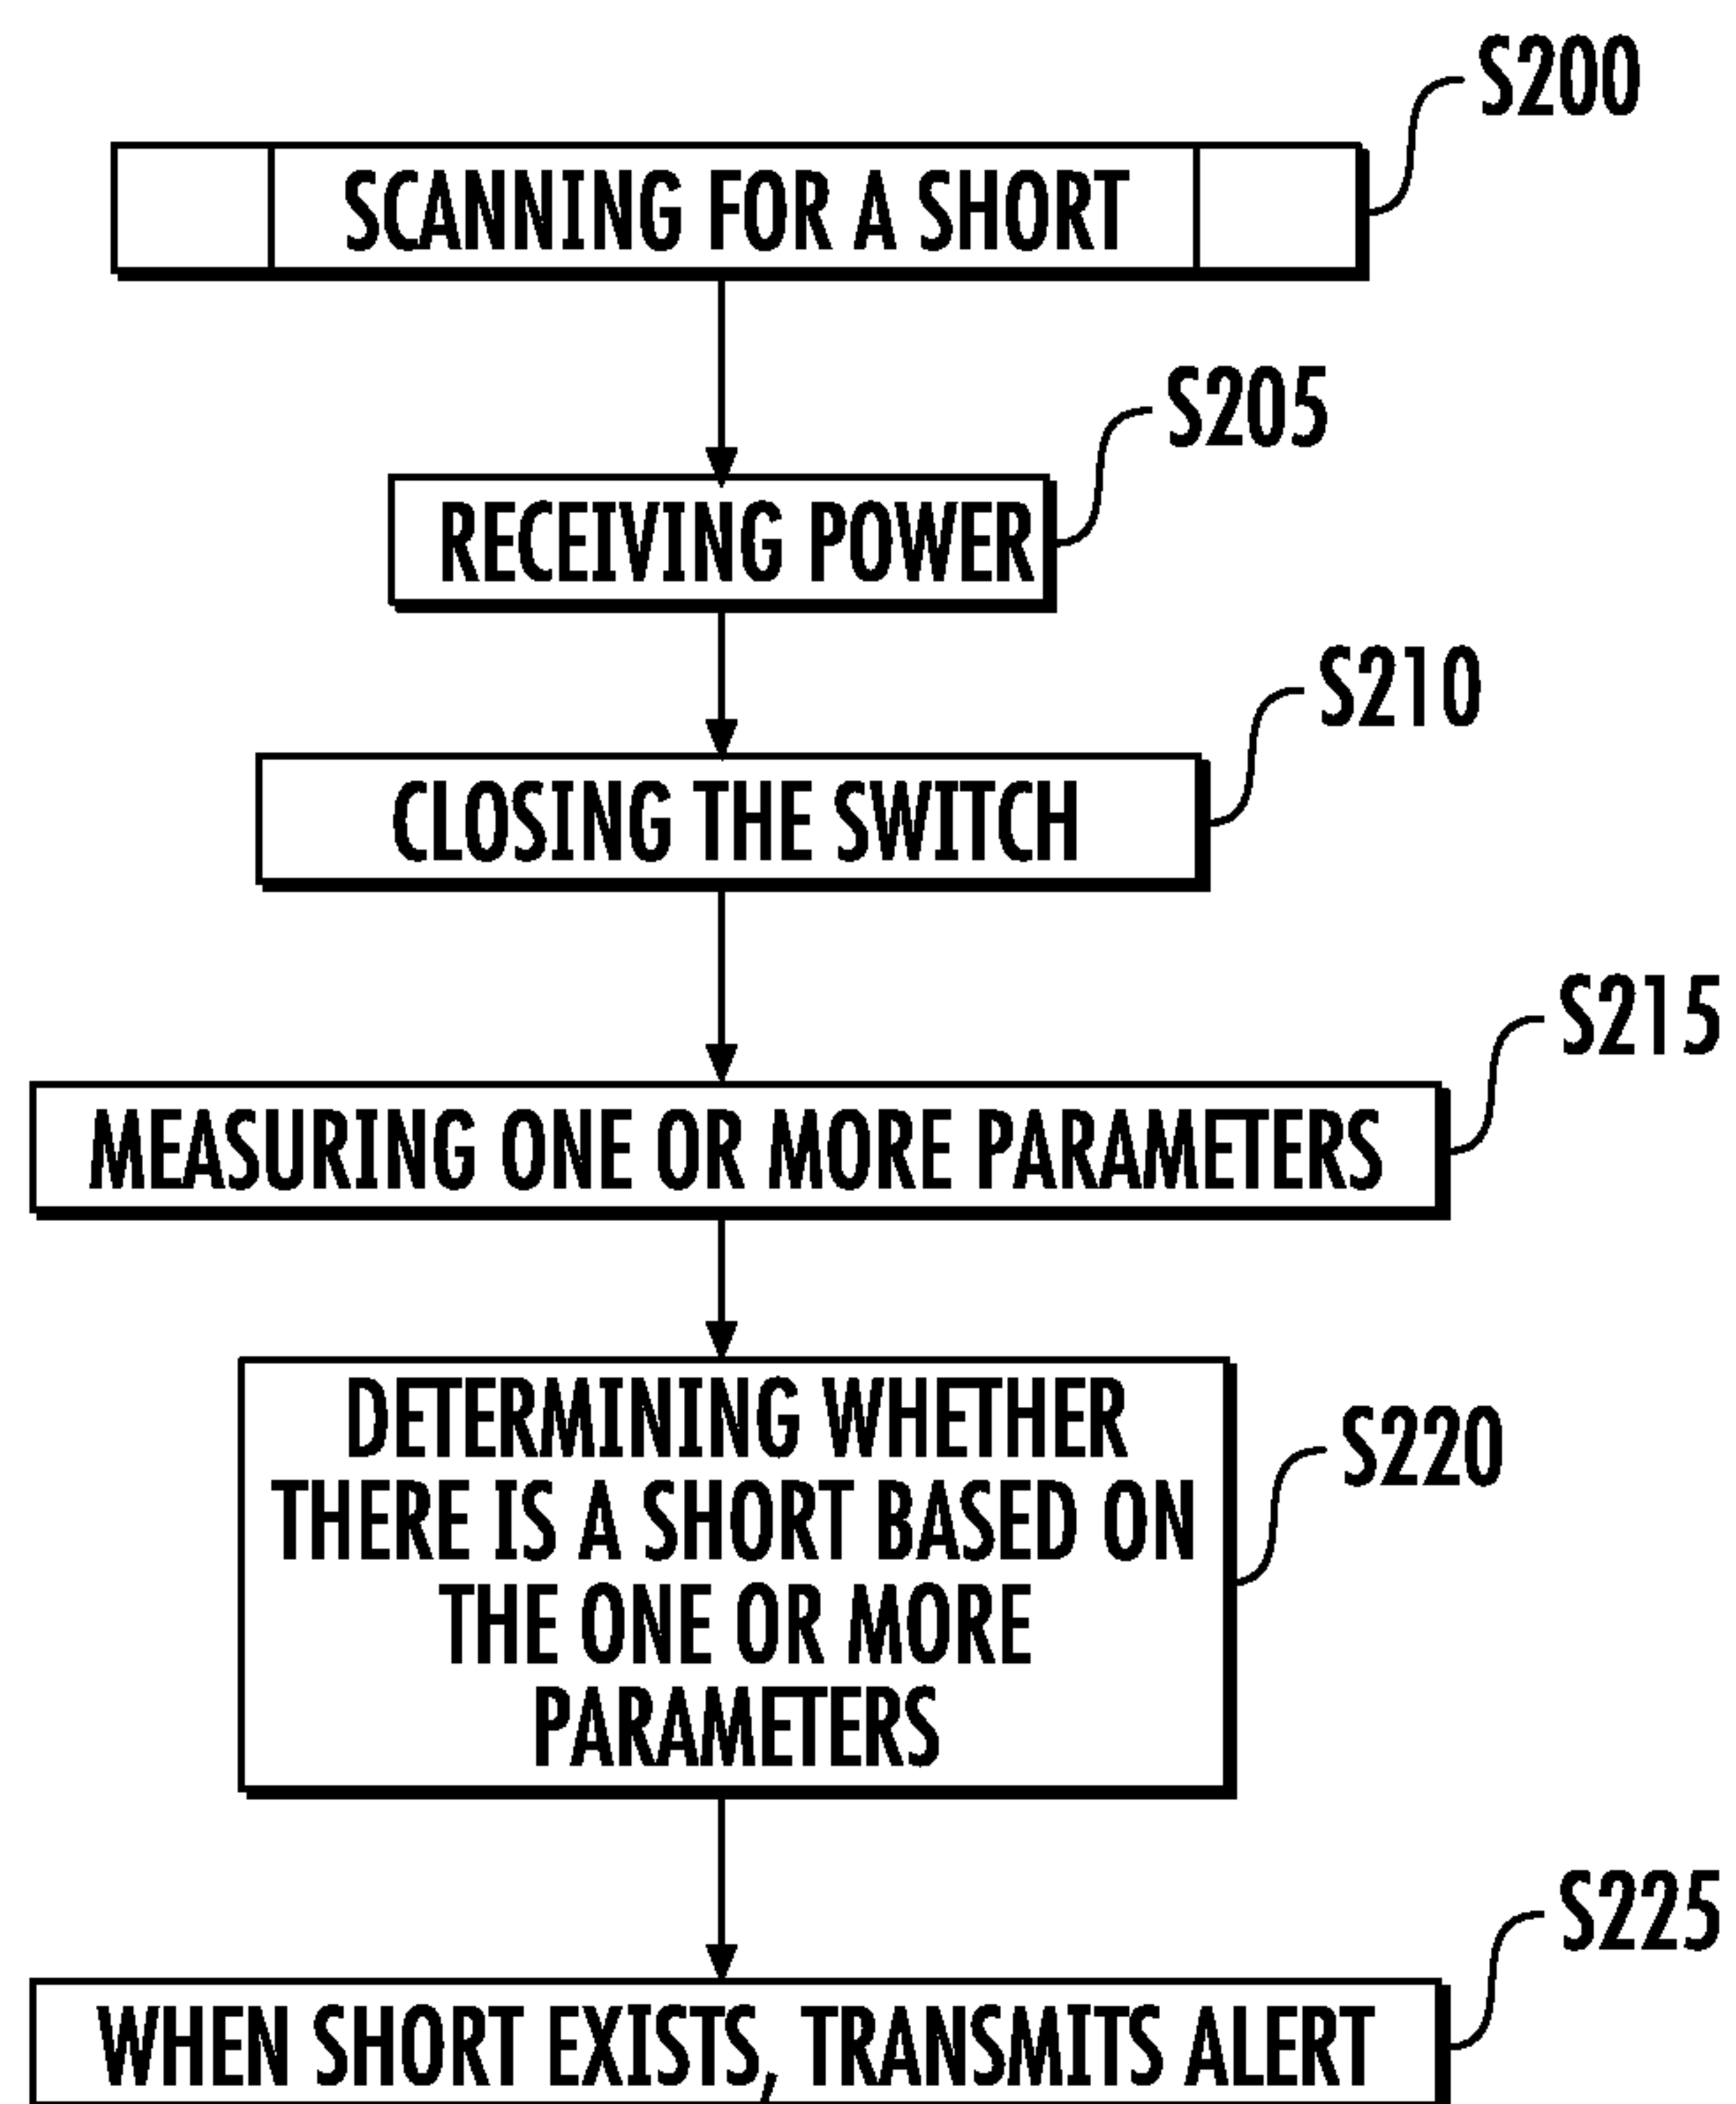 S200
SCANNING FOR A SHORT
S205
RECEIVING POWER
S210
CLOSING THE SWITCH
S215
MEASURING ONE OR MORE PARAMETERS
DETERMINING WHETHER
THERE IS A SHORT BASED ON
THE ONE OR MORE
PARAMETERS
S220
S225
WHEN SHORT EXISTS, TRANSMITS ALERT